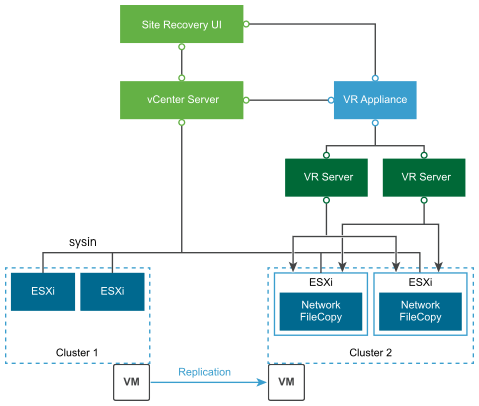 Site Recovery UI
vCenter Server
VR Appliance
VR Server
VR Server
sysin
ESXi
ESXi
ESXi
Network
FileCopy
ESXi
Network
FileCopy
Cluster 1
Cluster 2
VM
Replication
VM